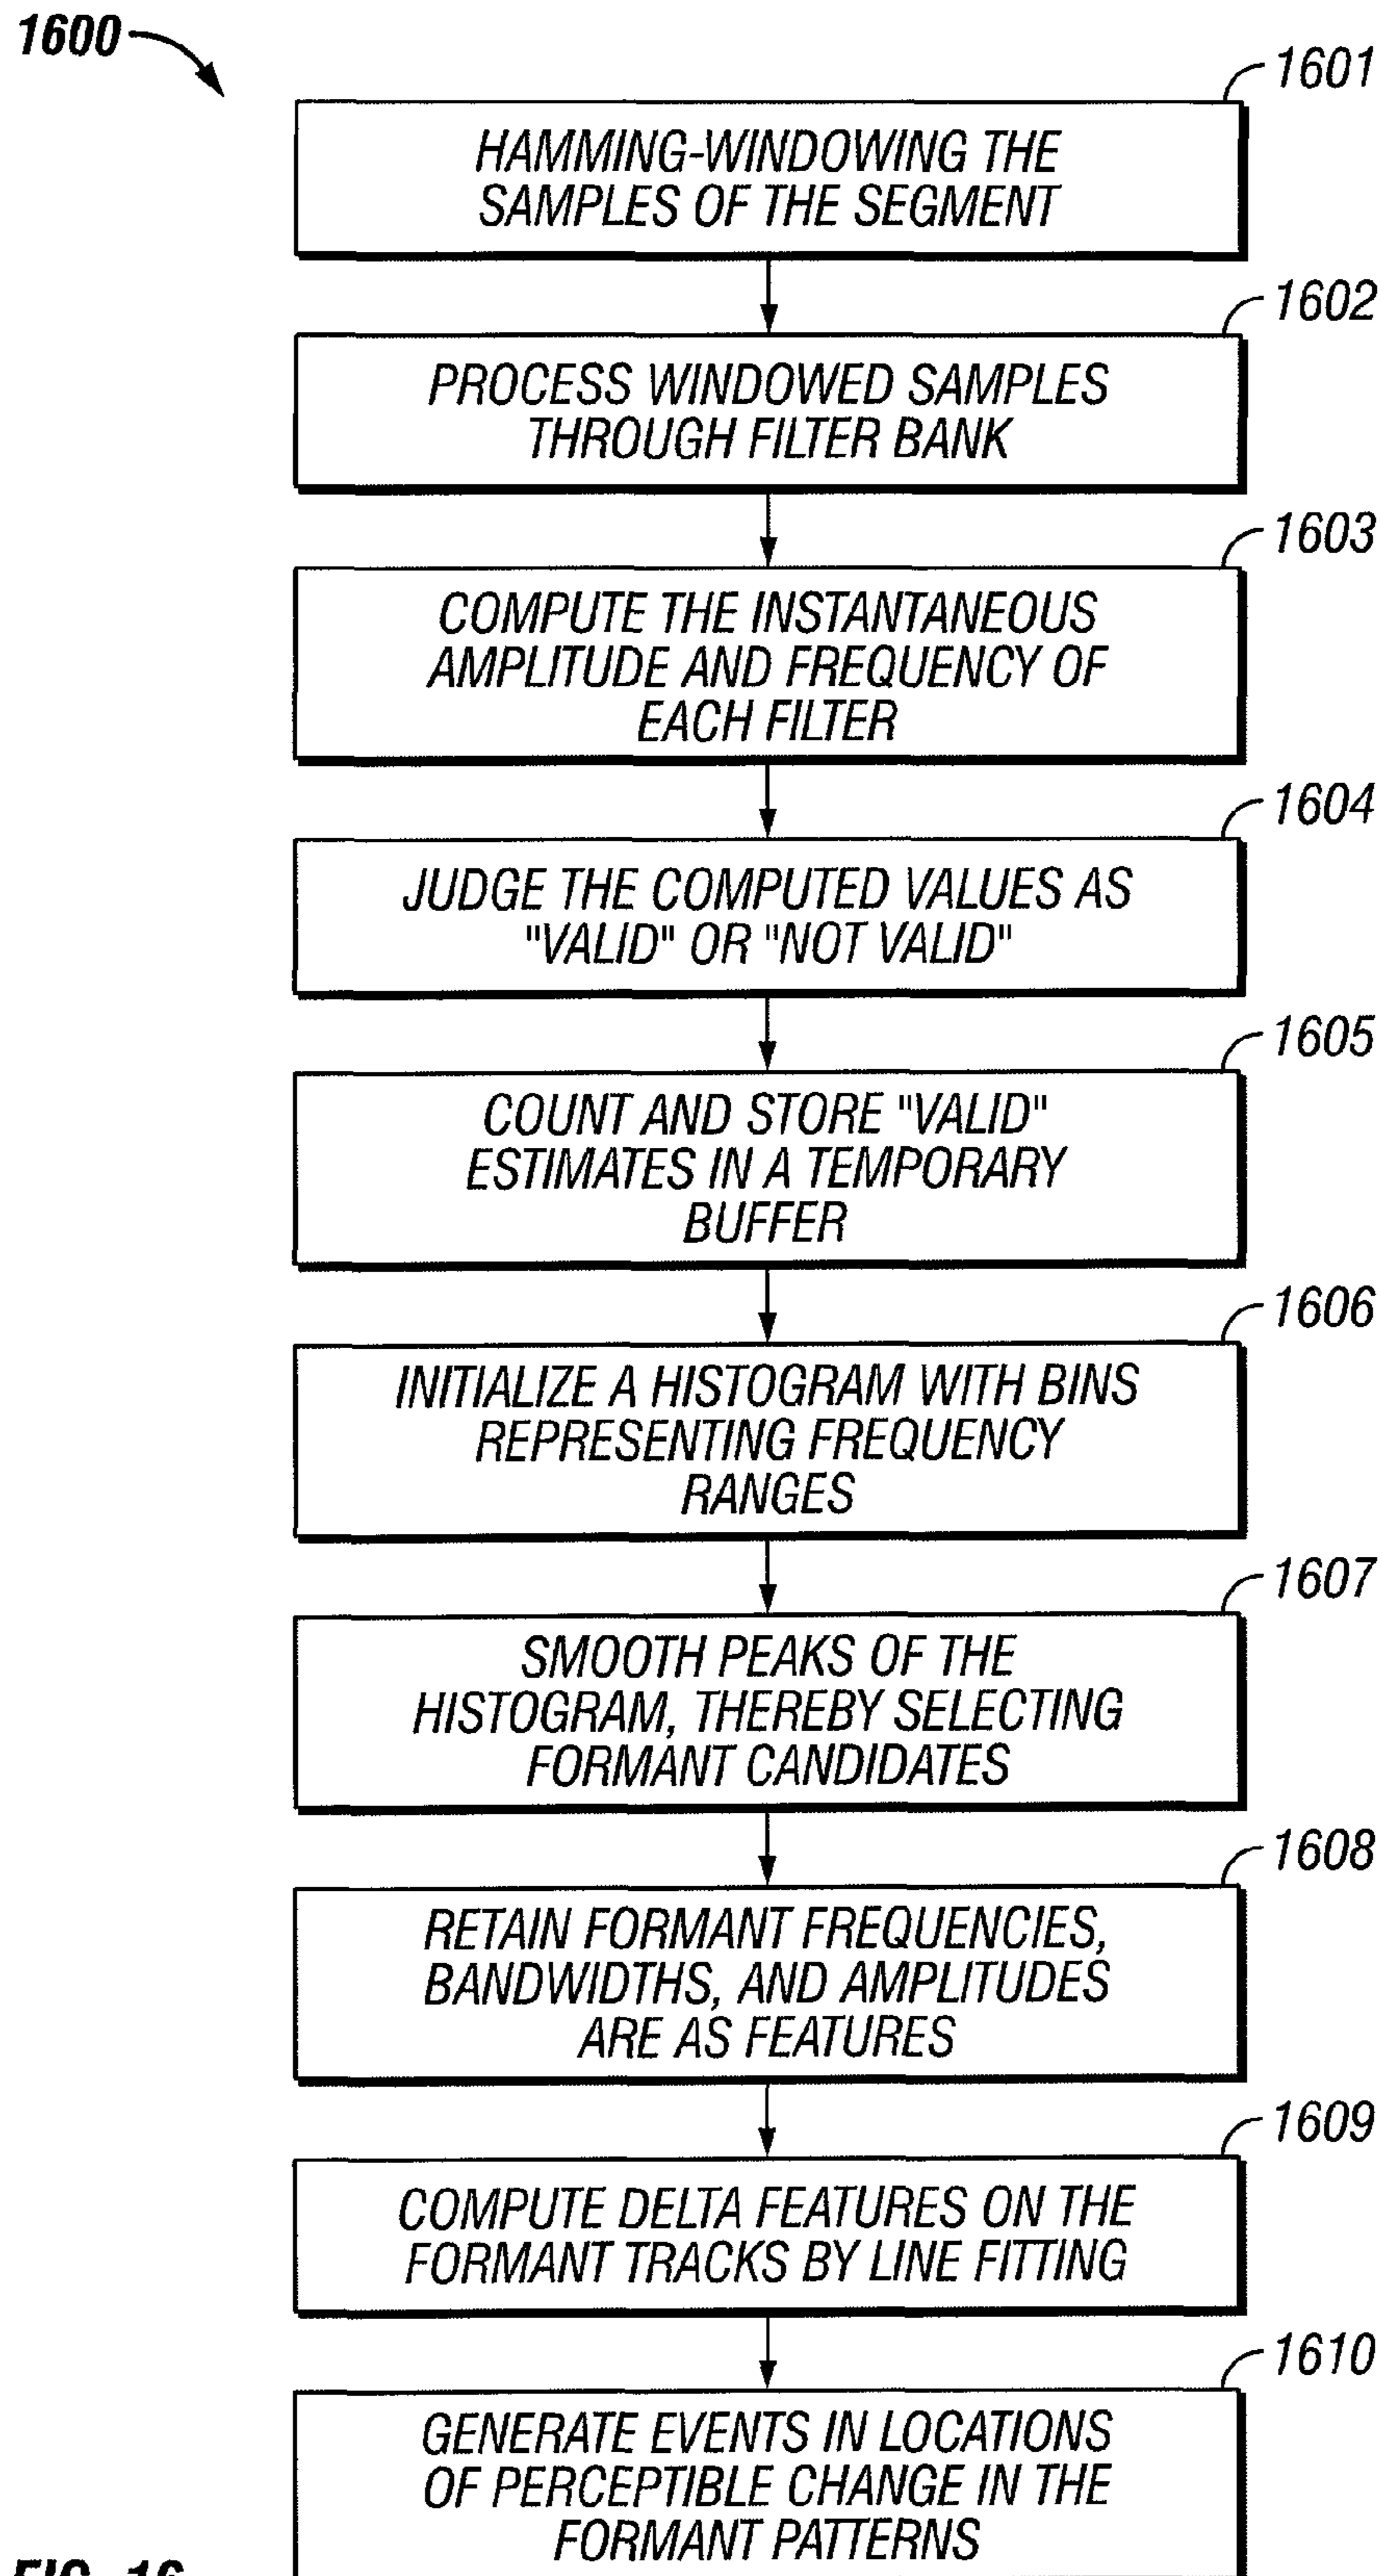 1600
1601
HAMMING-WINDOWING THE
SAMPLES OF THE SEGMENT
1602
PROCESS WINDOWED SAMPLES
THROUGH FILTER BANK
1603
COMPUTE THE INSTANTANEOUS
AMPLITUDE AND FREQUENCY OF
EACH FILTER
1604
JUDGE THE COMPUTED VALUES AS
"VALID" OR "NOT VALID"
1605
COUNT AND STORE "VALID"
ESTIMATES IN A TEMPORARY
BUFFER
1606
INITIALIZE A HISTOGRAM WITH BINS
REPRESENTING FREQUENCY
RANGES
1607
SMOOTH PEAKS OF THE
HISTOGRAM, THEREBY SELECTING
FORMANT CANDIDATES
1608
RETAIN FORMANT FREQUENCIES,
BANDWIDTHS, AND AMPLITUDES
ARE AS FEATURES
1609
COMPUTE DELTA FEATURES ON THE
FORMANT TRACKS BY LINE FITTING
1610
GENERATE EVENTS IN LOCATIONS
OF PERCEPTIBLE CHANGE IN THE
FORMANT PATTERNS
FIG. 16